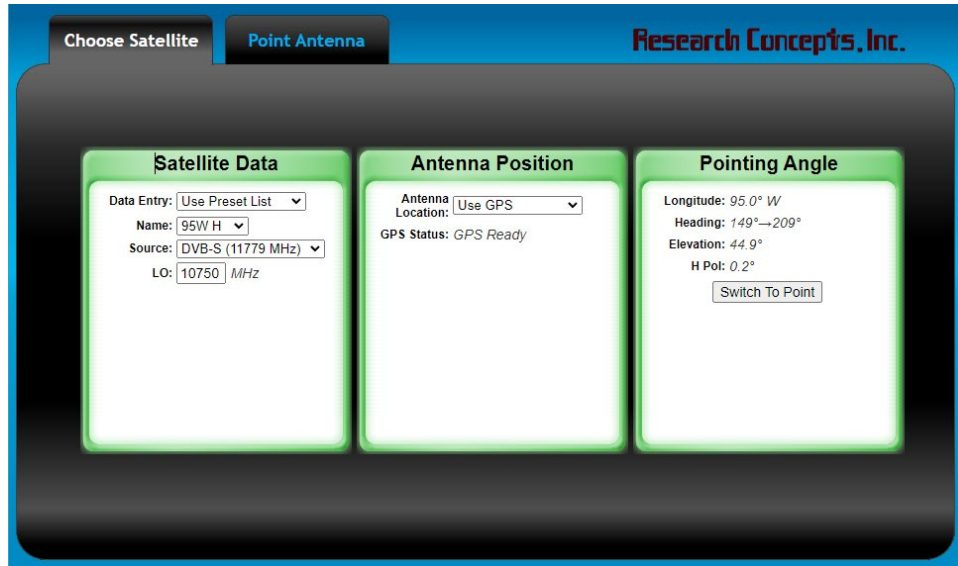 Choose Satellite
Point Antenna
Research Concepts, Inc.
Satellite Data
Data Entry: Use Preset List
Name: 95W H
Source: DVB-S (11779 MHz)
LO: 10750 MHz
Antenna Position
Antenna
Location: Use GPS
GPS Status: GPS Ready
Pointing Angle
Longitude: 95.0° W
Heading: 149°→209°
Elevation: 44.9°
H Pol: 0.2°
Switch To Point